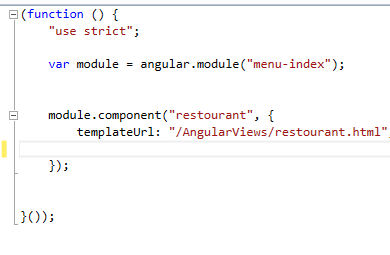 (function () {
"use strict";
var module = angular.module("menu-index");
module.component("restourant", {
templateUrl: "/AngularViews/restourant.html",
});
}());